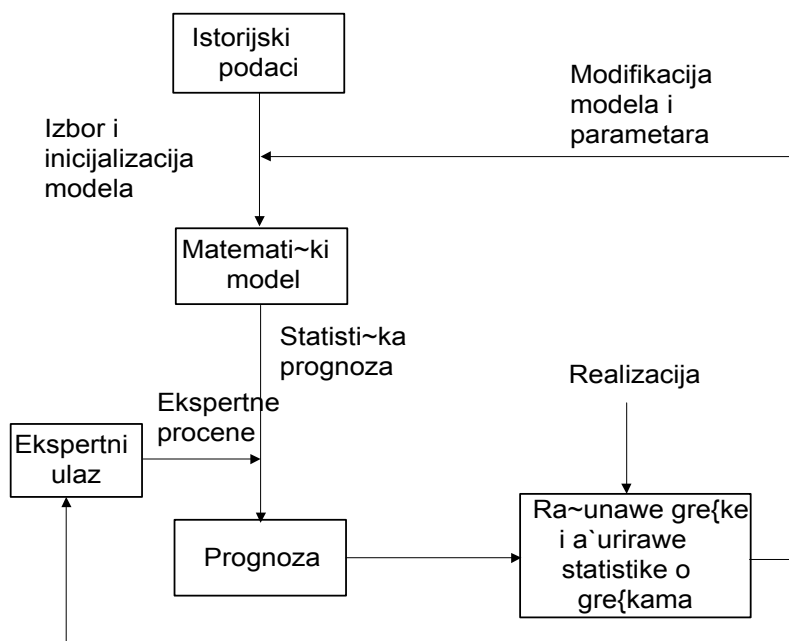 Istorijski
podaci
Modifikacija
modela i
parametara
Izbor i
inicijalizacija
modela
Matemati~ki
model
Statisti~ka
prognoza
Realizacija
Ekspertne
procene
Ekspertni
ulaz
Prognoza
Ra~unawe gre{ke
i a`urirawe
statistike o
gre{kama